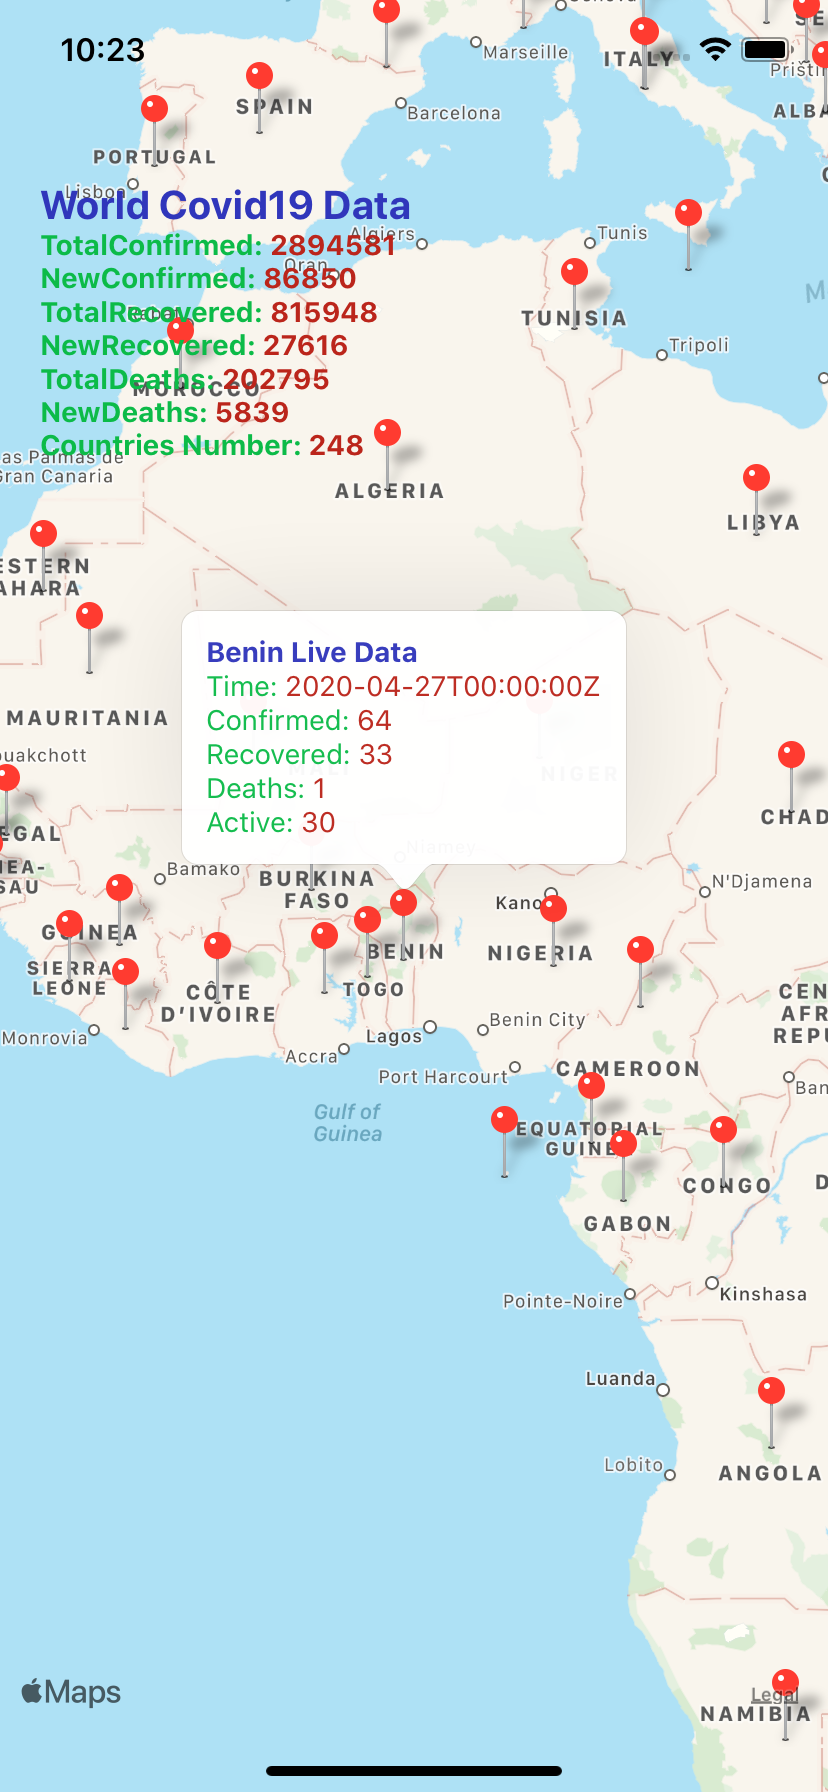 10:23
Marseille
ITALY
SPAIN
Barcelona
PORTUGAL
Lisboa
World Covid19 Data
Algiers
Tunis
TotalConfirmed: 2894581
Oran
NewConfirmed: 86850
TotalRecovered: 815948
TUNISIA
NewRecovered: 27616
Tripoli
TotalDeaths: 202795
MOROCCO
NewDeaths: 5839
Countries Number: 248
as Palmas de
Gran Canaria
ALGERIA
LIBYA
ESTERN
AHARA
Benin Live Data
Time: 2020-04-27T00:00:00Z
MAURITANIA
Confirmed: 64
ouakchott
Recovered: 33
MALI
NIGER
Deaths: 1
CHAD
Active: 30
EGAL
Niamey
NEA-
SAU
Bamako
BURKINA
FASO
N'Djamena
Kano
GUINEA
BENIN
NIGERIA
SIERRA
LEONE
TOGO
CÔTE
D'IVOIRE
CEN
AFR
REPU
Monrovia
Lagos
Benin City
Accra
Port Harcourt
CAMEROON
Ban
Gulf of
Guinea
EQUATORIAL
GUINE
CONGO
D
GABON
Pointe-Noire
Kinshasa
Luanda
Lobito
ANGOLA
Maps
Legal
NAMIBIA